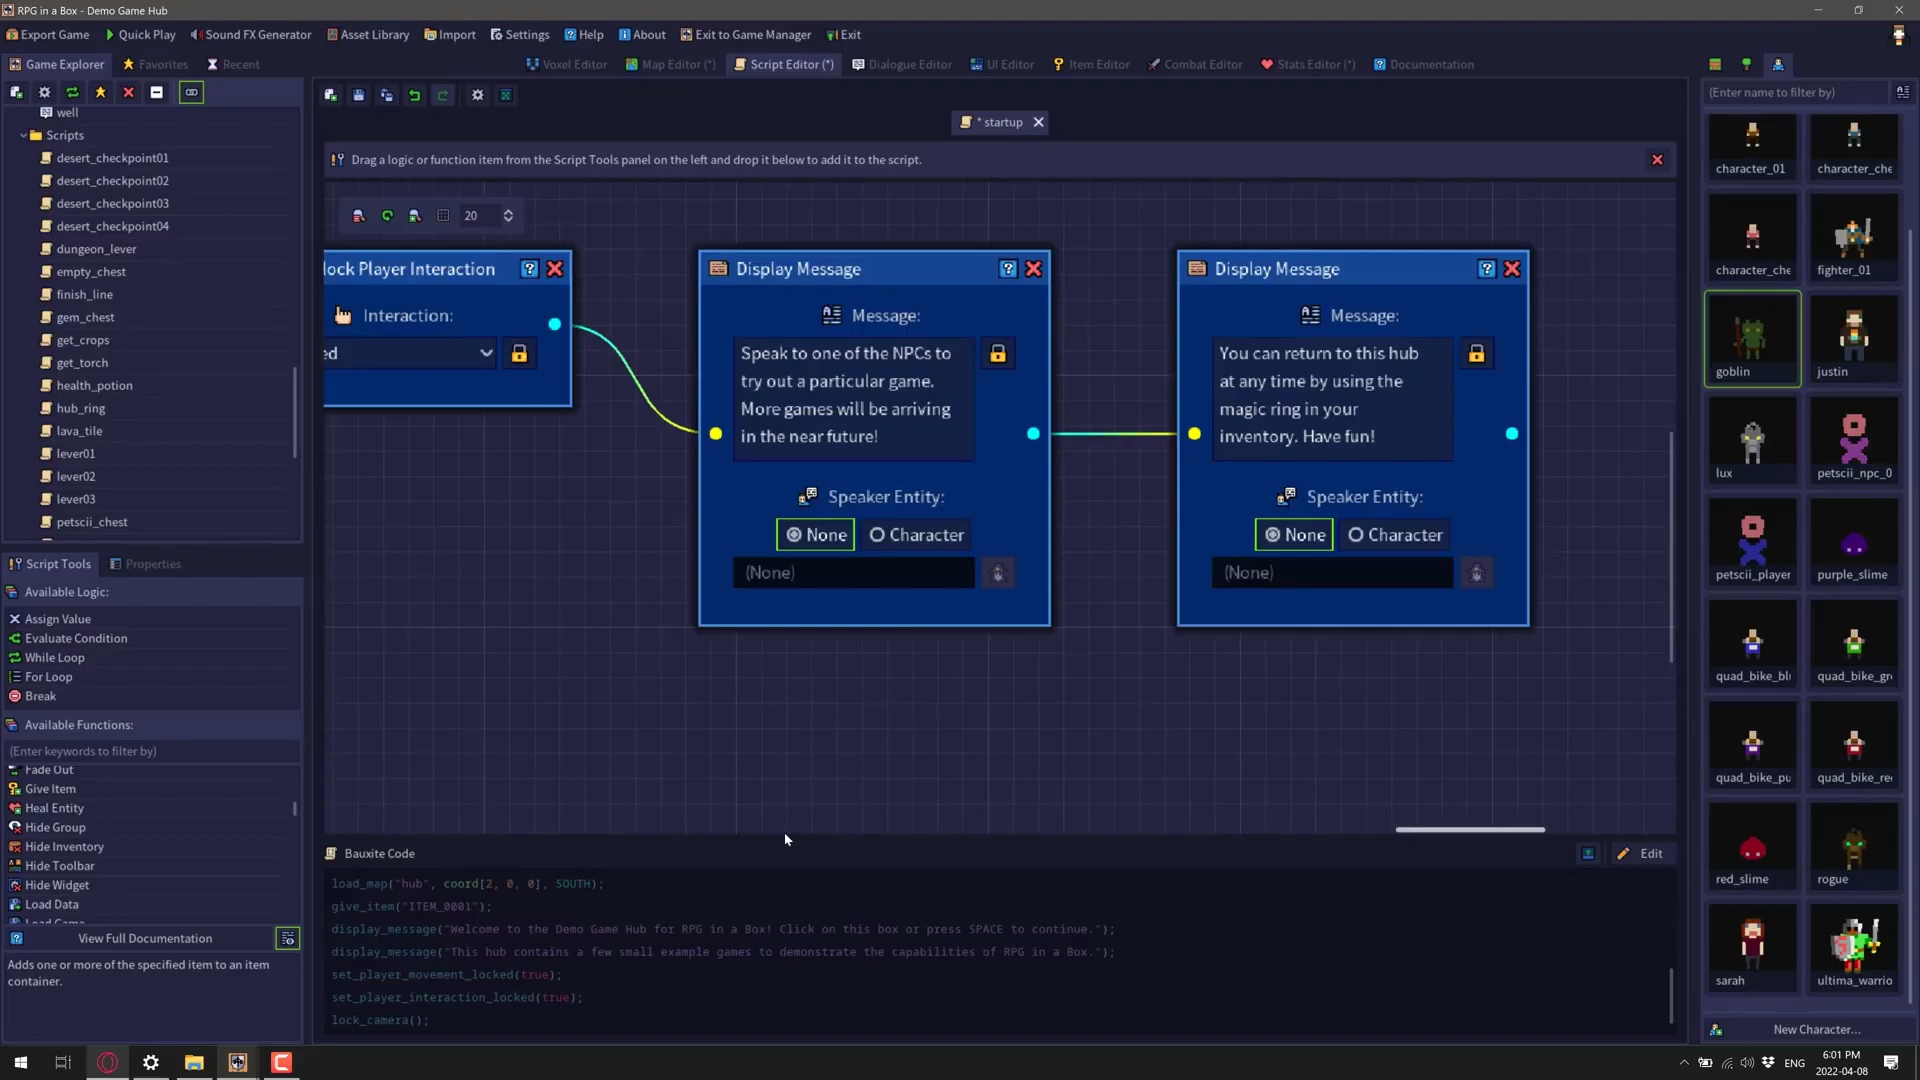 RPG in a Box - Demo Game Hub
Export Game
Quick Play
Sound FX Generator
Asset Library
Import
Settings
Help
About
Exit to Game Manager
Exit
Game Explorer
Favorites
Recent
Voxel Editor
Map Editor (*)
Script Editor (*)
Dialogue Editor
UI Editor
Item Editor
Combat Editor
Stats Editor (*)
Documentation
(Enter name to filter by)
* startup
Drag a logic or function item from the Script Tools panel on the left and drop it below to add it to the script.
20
well
Scripts
desert_checkpoint01
desert_checkpoint02
desert_checkpoint03
desert_checkpoint04
dungeon_lever
empty_chest
finish_line
gem_chest
get_crops
get_torch
health_potion
hub_ring
lava_tile
lever01
lever02
lever03
petscii_chest
Script Tools
Properties
Available Logic:
Assign Value
Evaluate Condition
While Loop
For Loop
Break
Available Functions:
(Enter keywords to filter by)
Fade Out
Give Item
Heal Entity
Hide Group
Hide Inventory
Hide Toolbar
Hide Widget
Load Data
Load Game
View Full Documentation
Adds one or more of the specified item to an item
container.
lock Player Interaction
Interaction:
ed
Display Message
Message:
Speak to one of the NPCs to
try out a particular game.
More games will be arriving
in the near future!
Speaker Entity:
None
Character
(None)
Display Message
Message:
You can return to this hub
at any time by using the
magic ring in your
inventory. Have fun!
Speaker Entity:
None
Character
(None)
Bauxite Code
Edit
load_map("hub", coord[2, 0, 0], SOUTH);
give_item("ITEM_0001");
display_message("Welcome to the Demo Game Hub for RPG in a Box! Click on this box or press SPACE to continue.");
display_message("This hub contains a few small example games to demonstrate the capabilities of RPG in a Box.");
set_player_movement_locked(true);
set_player_interaction_locked(true);
lock_camera();
character_01
character_che
character_che
fighter_01
goblin
justin
lux
petscii_npc_0
petscii_player
purple_slime
quad_bike_blu
quad_bike_gre
quad_bike_pu
quad_bike_red
red_slime
rogue
sarah
ultima_warrio
New Character...
ENG
6:01 PM
2022-04-08